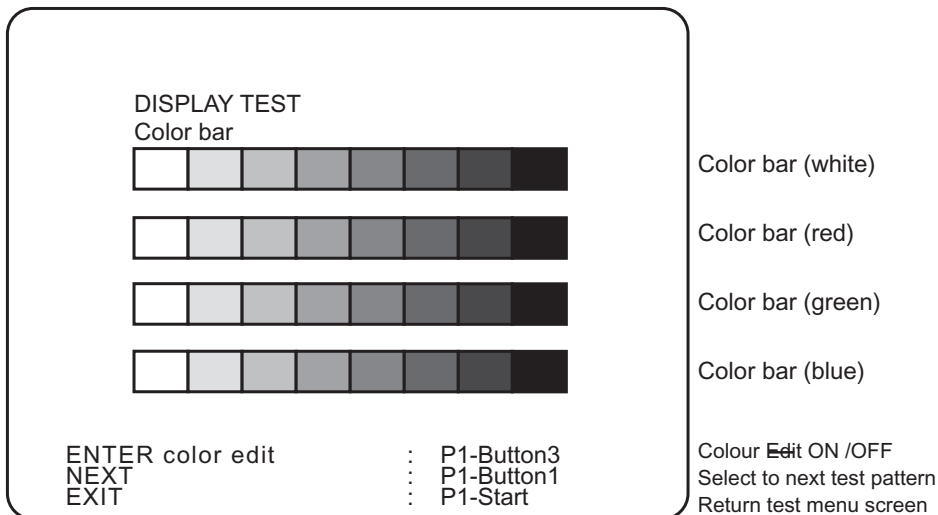 DISPLAY TEST
Color bar
Color bar (white)
Color bar (red)
Color bar (green)
Color bar (blue)
ENTER color edit : P1-Button3 Colour Edit ON /OFF
NEXT : P1-Button1 Select to next test pattern
EXIT : P1-Start Return test menu screen